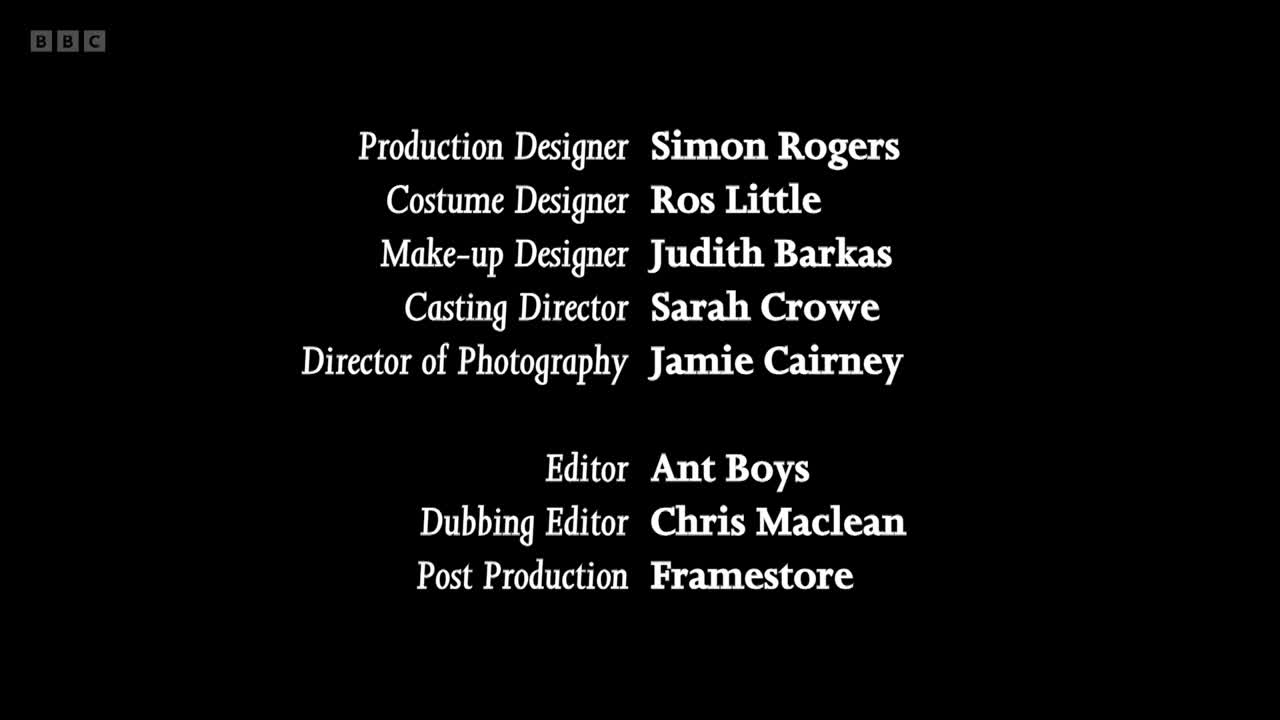 BBC
Production Designer Simon Rogers
Costume Designer Ros Little
Make-up Designer Judith Barkas
Casting Director Sarah Crowe
Director of Photography Jamie Cairney
Editor Ant Boys
Dubbing Editor Chris Maclean
Post Production Framestore